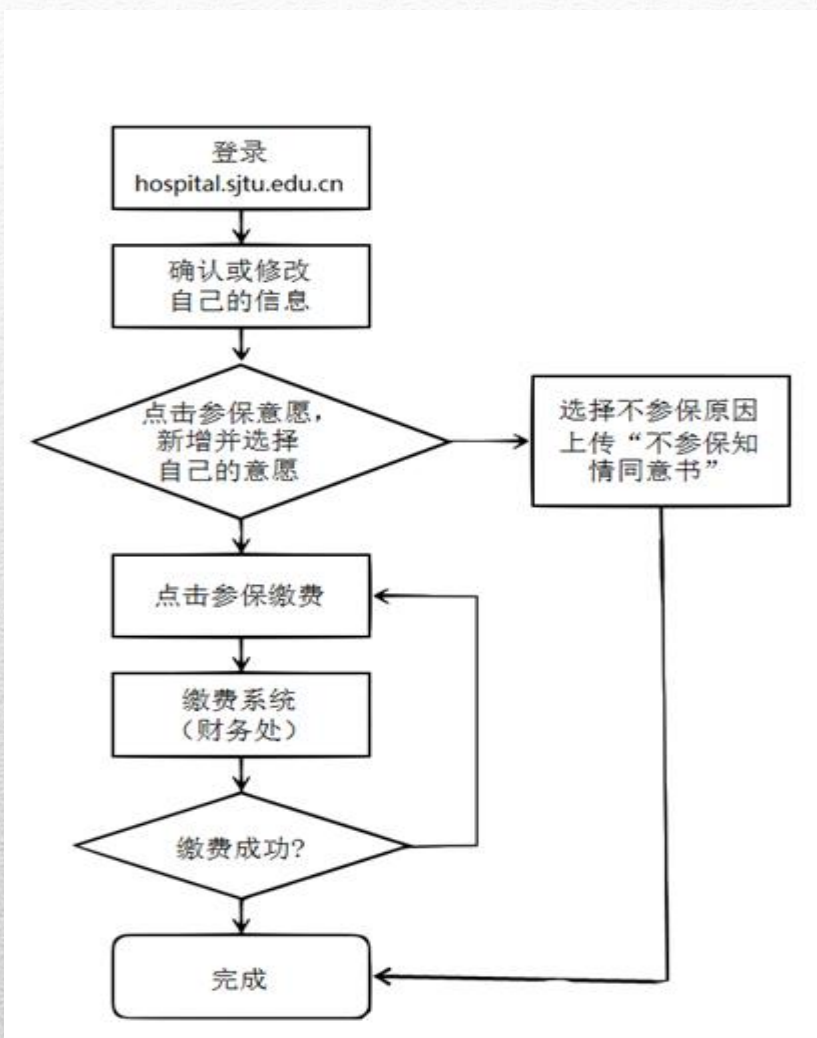 登录
hospital.sjtu.edu.cn
确认或修改
自己的信息
点击参保意愿，
新增并选择
自己的意愿
选择不参保原因
上传“不参保知
情同意书”
点击参保缴费
缴费系统
（财务处）
缴费成功？
完成